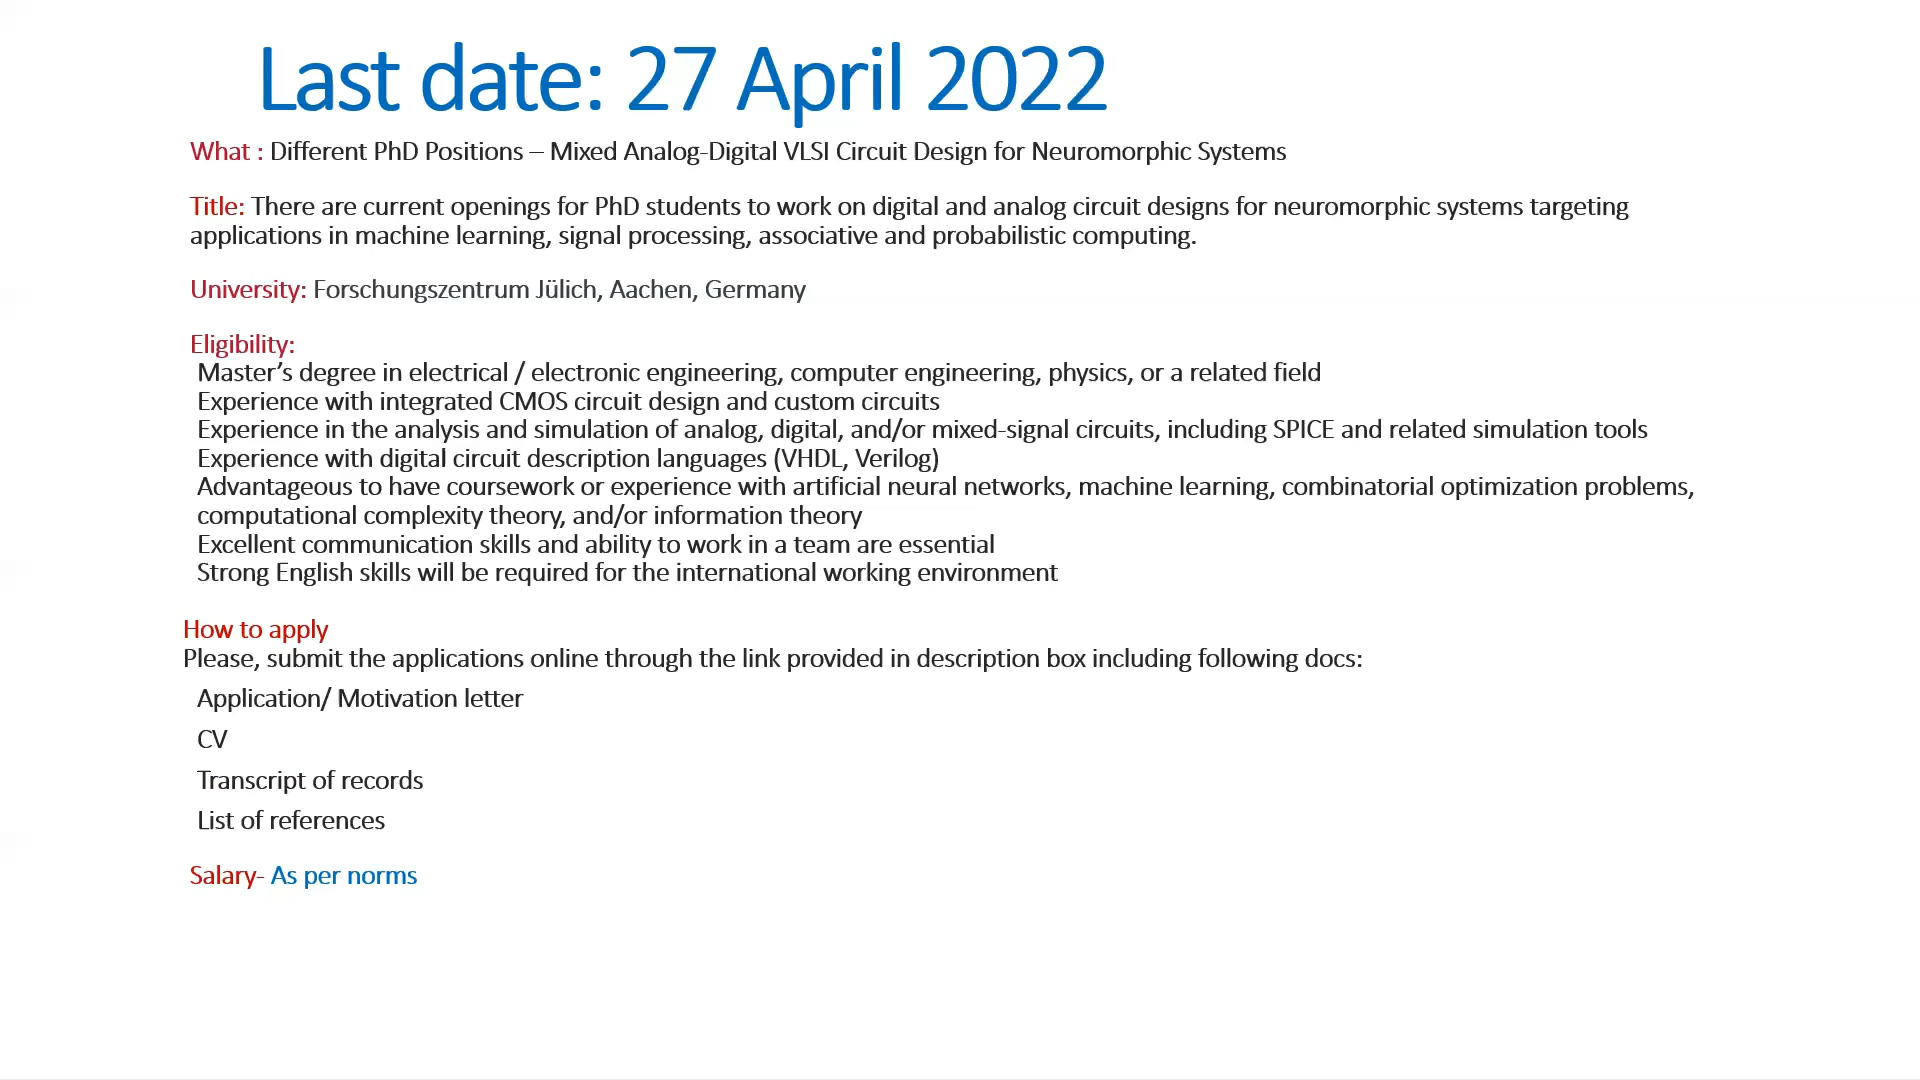 Last date: 27 April 2022
What : Different PhD Positions – Mixed Analog-Digital VLSI Circuit Design for Neuromorphic Systems
Title: There are current openings for PhD students to work on digital and analog circuit designs for neuromorphic systems targeting
applications in machine learning, signal processing, associative and probabilistic computing.
University: Forschungszentrum Jülich, Aachen, Germany
Eligibility:
Master’s degree in electrical / electronic engineering, computer engineering, physics, or a related field
Experience with integrated CMOS circuit design and custom circuits
Experience in the analysis and simulation of analog, digital, and/or mixed-signal circuits, including SPICE and related simulation tools
Experience with digital circuit description languages (VHDL, Verilog)
Advantageous to have coursework or experience with artificial neural networks, machine learning, combinatorial optimization problems,
computational complexity theory, and/or information theory
Excellent communication skills and ability to work in a team are essential
Strong English skills will be required for the international working environment
How to apply
Please, submit the applications online through the link provided in description box including following docs:
Application/ Motivation letter
CV
Transcript of records
List of references
Salary- As per norms